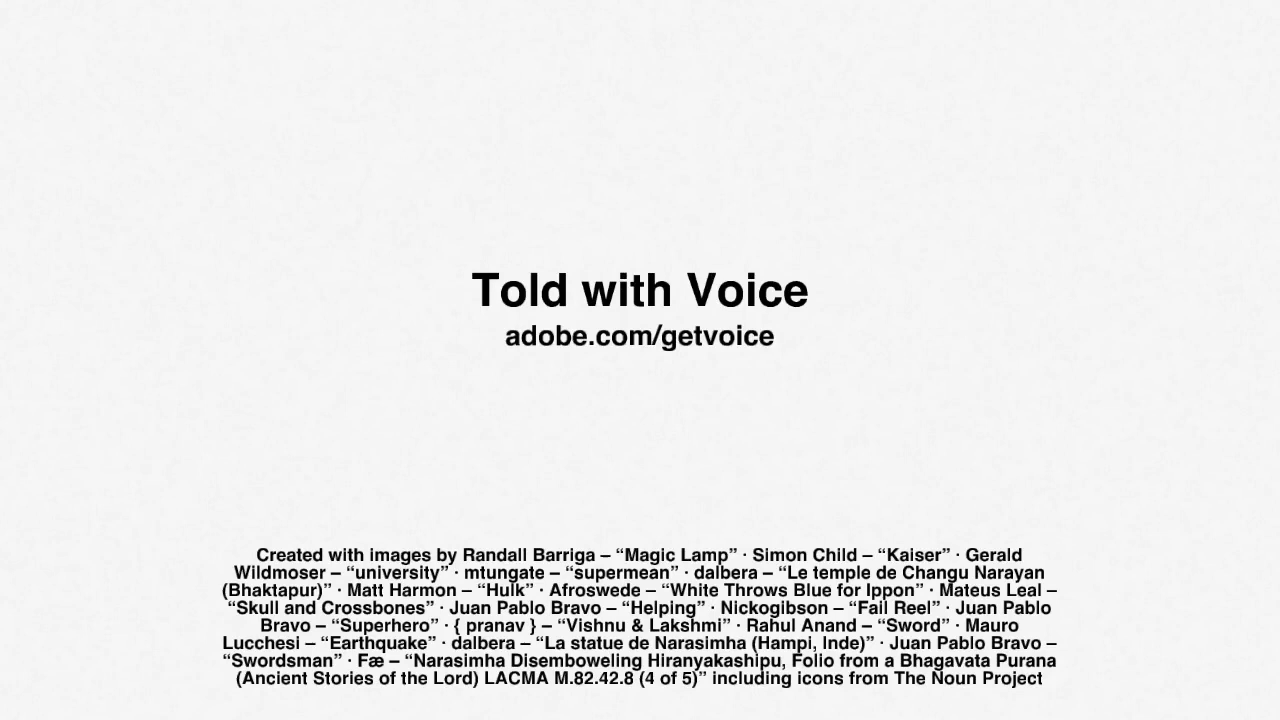 Told with Voice
adobe.com/getvoice
Created with images by Randall Barriga – “Magic Lamp” · Simon Child – “Kaiser” · Gerald
Wildmoser – “university” · mtungate – “supermean” · dalbera – “Le temple de Changu Narayan
(Bhaktapur)” · Matt Harmon – “Hulk” · Afroswede – “White Throws Blue for Ippon” · Mateus Leal –
“Skull and Crossbones” · Juan Pablo Bravo – “Helping” · Nickogibson – “Fail Reel” · Juan Pablo
Bravo – “Superhero” · { pranav } – “Vishnu & Lakshmi” · Rahul Anand – “Sword” · Mauro
Lucchesi – “Earthquake” · dalbera – “La statue de Narasimha (Hampi, Inde)” · Juan Pablo Bravo –
“Swordsman” · Fæ – “Narasimha Disemboweling Hiranyakashipu, Folio from a Bhagavata Purana
(Ancient Stories of the Lord) LACMA M.82.42.8 (4 of 5)” including icons from The Noun Project